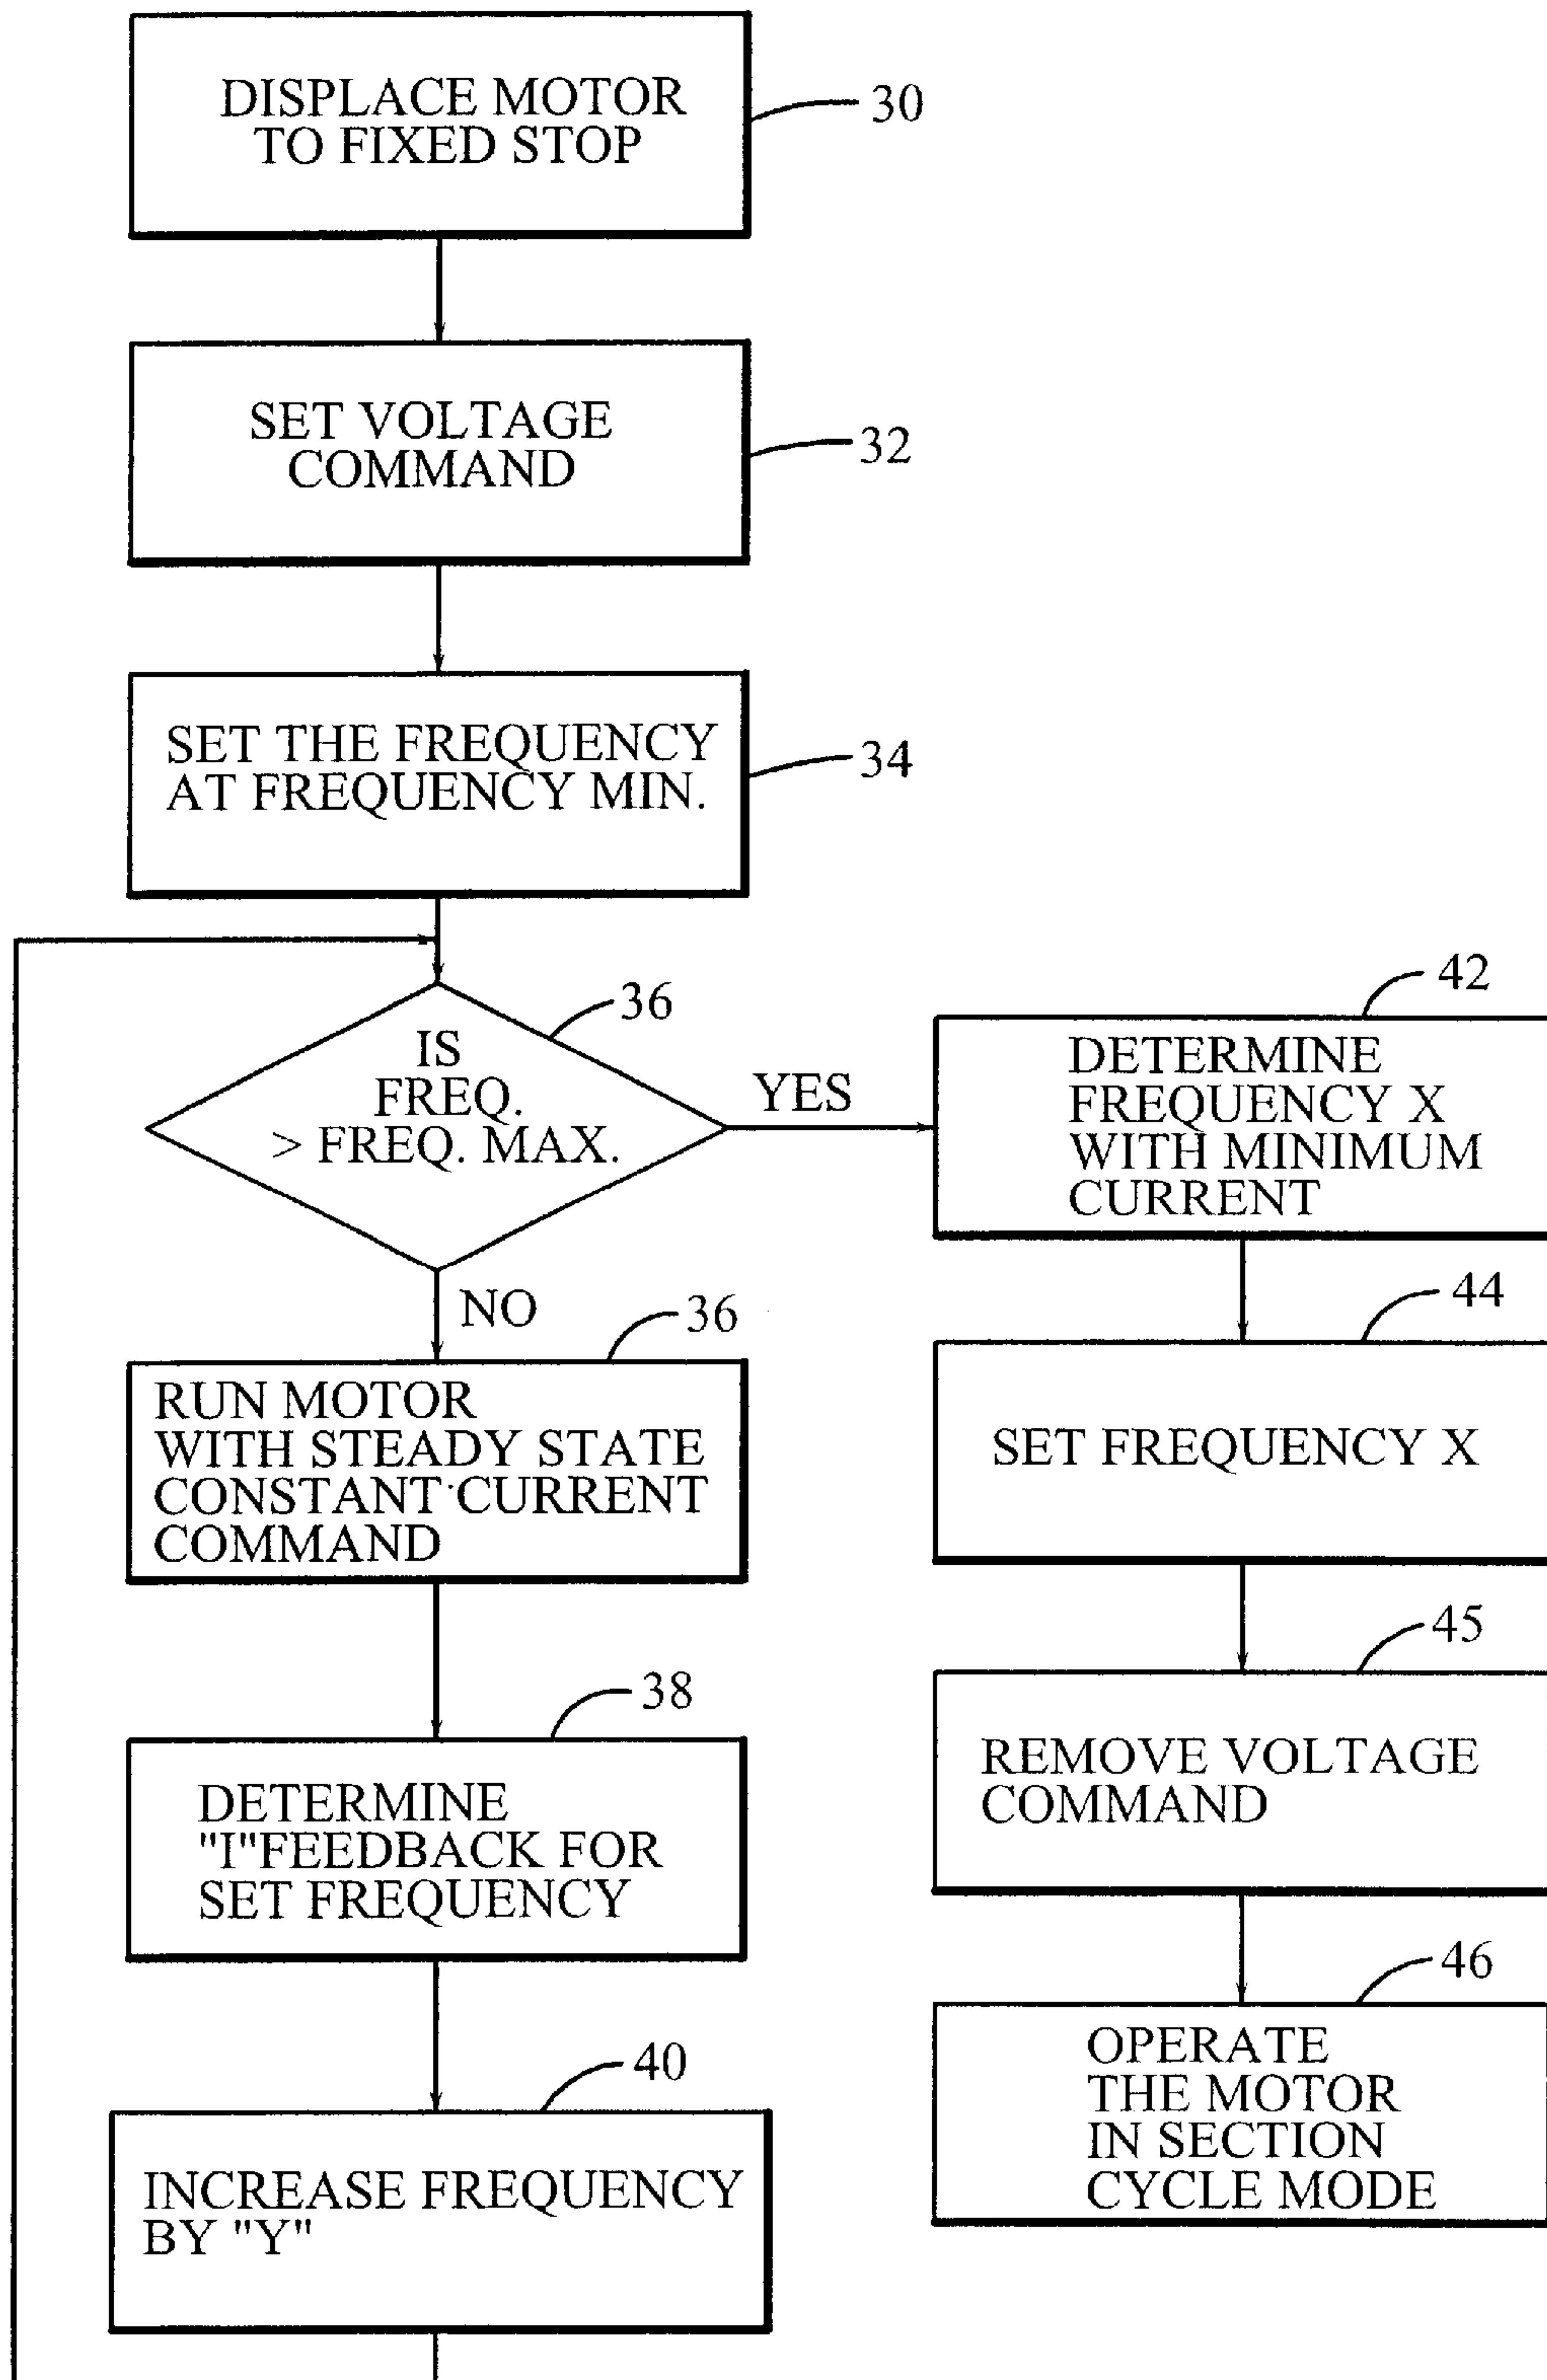 DISPLACE MOTOR
TO FIXED STOP
30
SET VOLTAGE
COMMAND
32
SET THE FREQUENCY
AT FREQUENCY MIN.
34
36
IS
FREQ.
> FREQ. MAX.
YES
NO
36
RUN MOTOR
WITH STEADY STATE
CONSTANT CURRENT
COMMAND
38
DETERMINE
"I"FEEDBACK FOR
SET FREQUENCY
40
INCREASE FREQUENCY
BY "Y"
42
DETERMINE
FREQUENCY X
WITH MINIMUM
CURRENT
44
SET FREQUENCY X
45
REMOVE VOLTAGE
COMMAND
46
OPERATE
THE MOTOR
IN SECTION
CYCLE MODE